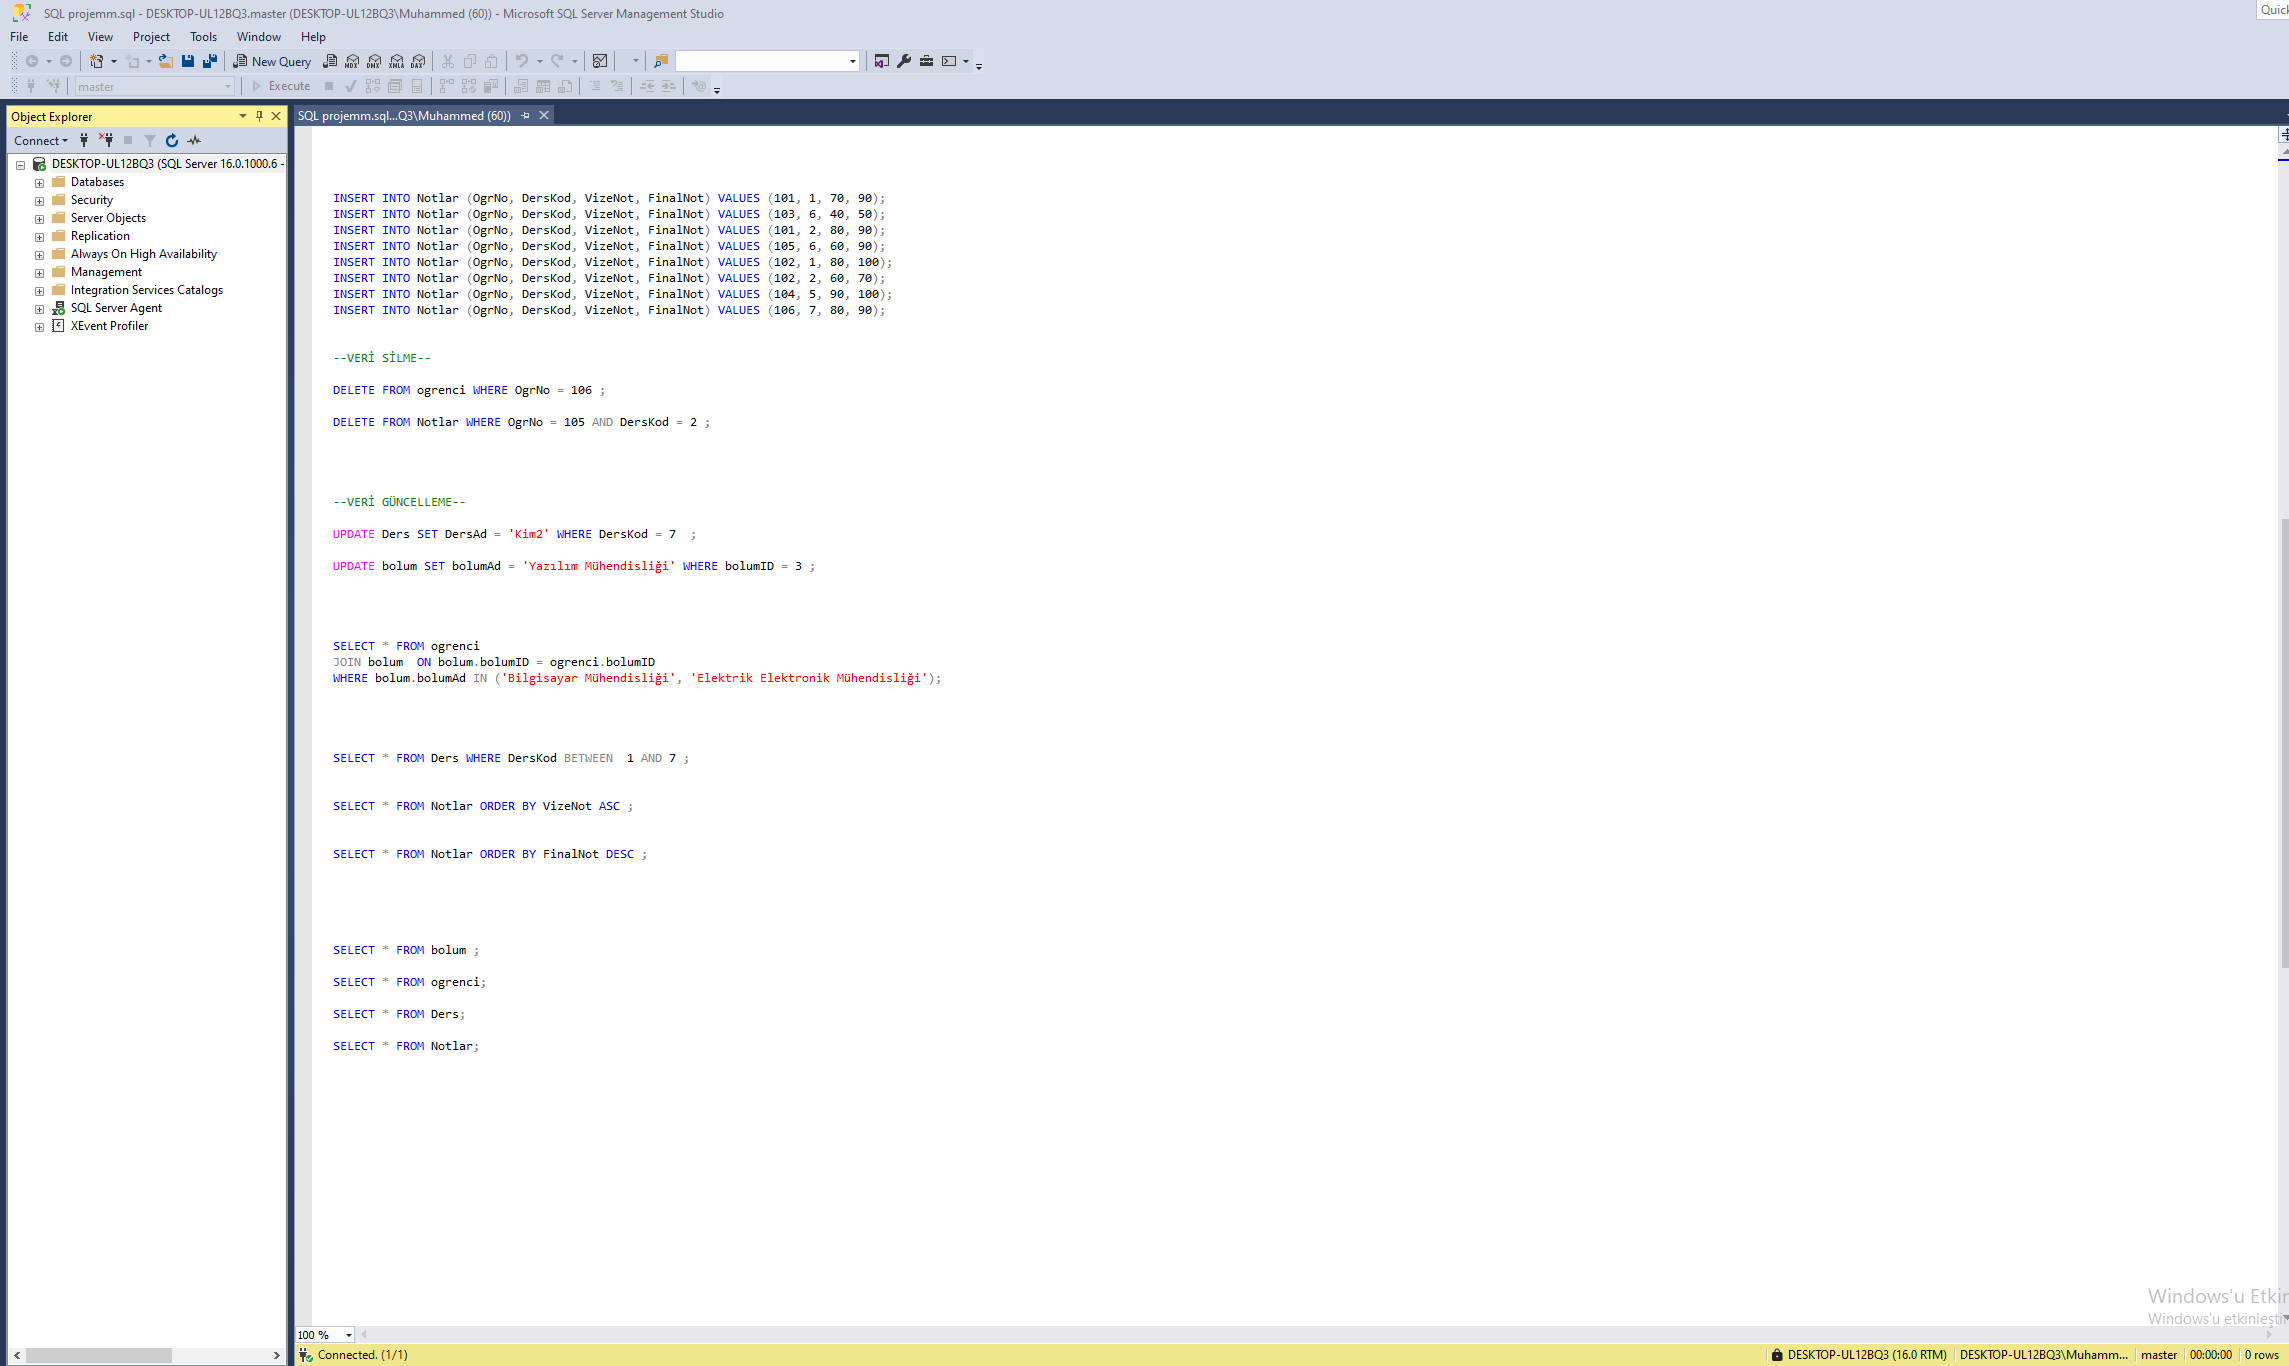 SQL projemm.sql - DESKTOP-UL12BQ3.master (DESKTOP-UL12BQ3\Muhammed (60)) - Microsoft SQL Server Management Studio
Quick
File Edit View Project Tools Window Help
New Query MDX DMX XMLA DAX
master Execute
Object Explorer
SQL projemm.sql...Q3\Muhammed (60))
Connect
DESKTOP-UL12BQ3 (SQL Server 16.0.1000.6 -
Databases
Security
Server Objects
Replication
Always On High Availability
Management
Integration Services Catalogs
SQL Server Agent
XEvent Profiler
INSERT INTO Notlar (OgrNo, DersKod, VizeNot, FinalNot) VALUES (101, 1, 70, 90);
INSERT INTO Notlar (OgrNo, DersKod, VizeNot, FinalNot) VALUES (103, 6, 40, 50);
INSERT INTO Notlar (OgrNo, DersKod, VizeNot, FinalNot) VALUES (101, 2, 80, 90);
INSERT INTO Notlar (OgrNo, DersKod, VizeNot, FinalNot) VALUES (105, 6, 60, 90);
INSERT INTO Notlar (OgrNo, DersKod, VizeNot, FinalNot) VALUES (102, 1, 80, 100);
INSERT INTO Notlar (OgrNo, DersKod, VizeNot, FinalNot) VALUES (102, 2, 60, 70);
INSERT INTO Notlar (OgrNo, DersKod, VizeNot, FinalNot) VALUES (104, 5, 90, 100);
INSERT INTO Notlar (OgrNo, DersKod, VizeNot, FinalNot) VALUES (106, 7, 80, 90);
--VERİ SİLME--
DELETE FROM ogrenci WHERE OgrNo = 106 ;
DELETE FROM Notlar WHERE OgrNo = 105 AND DersKod = 2 ;
--VERİ GÜNCELLEME--
UPDATE Ders SET DersAd = 'Kim2' WHERE DersKod = 7  ;
UPDATE bolum SET bolumAd = 'Yazılım Mühendisliği' WHERE bolumID = 3 ;
SELECT * FROM ogrenci
JOIN bolum  ON bolum.bolumID = ogrenci.bolumID
WHERE bolum.bolumAd IN ('Bilgisayar Mühendisliği', 'Elektrik Elektronik Mühendisliği');
SELECT * FROM Ders WHERE DersKod BETWEEN  1 AND 7 ;
SELECT * FROM Notlar ORDER BY VizeNot ASC ;
SELECT * FROM Notlar ORDER BY FinalNot DESC ;
SELECT * FROM bolum ;
SELECT * FROM ogrenci;
SELECT * FROM Ders;
SELECT * FROM Notlar;
Windows'u Etkin
Windows'u etkinleştir
100 %
Connected. (1/1) DESKTOP-UL12BQ3 (16.0 RTM) DESKTOP-UL12BQ3\Muhamm... master 00:00:00 0 rows